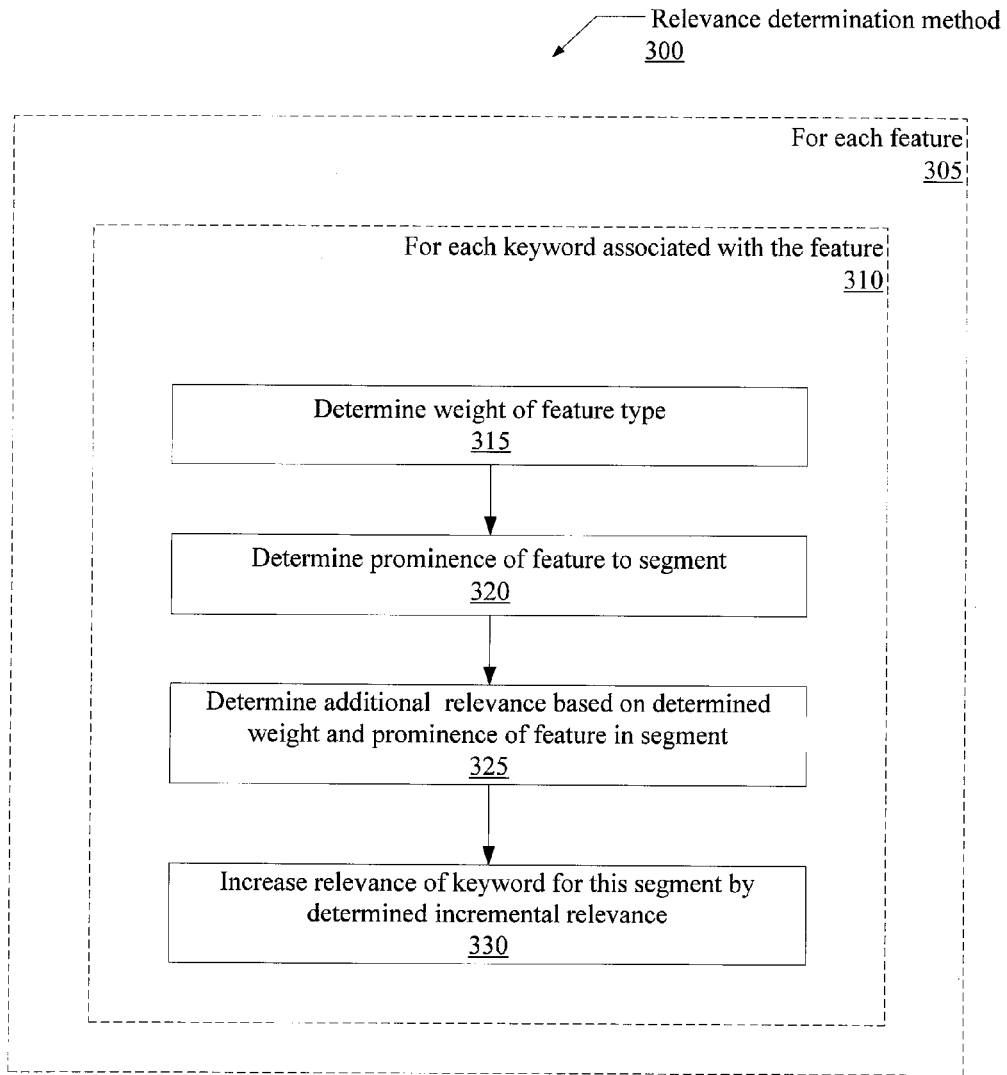 Relevance determination method
300
For each feature
305
For each keyword associated with the feature
310
Determine weight of feature type
315
Determine prominence of feature to segment
320
Determine additional relevance based on determined
weight and prominence of feature in segment
325
Increase relevance of keyword for this segment by
determined incremental relevance
330